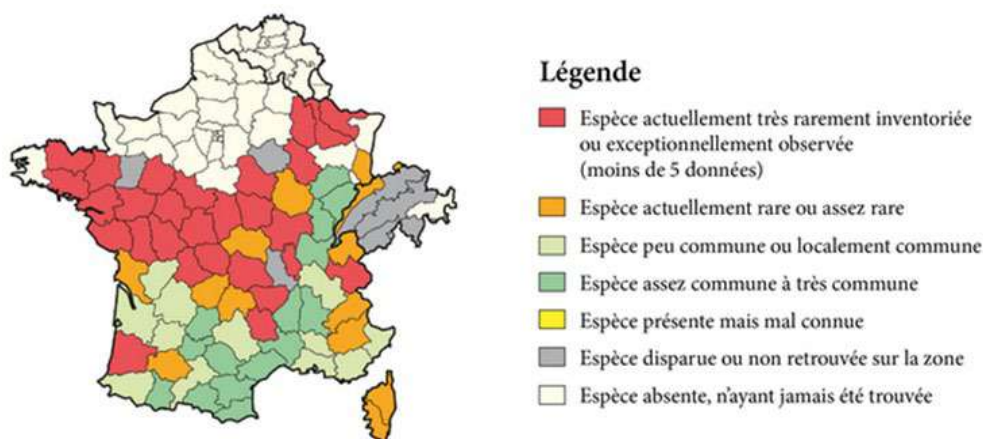 Légende
Espèce actuellement très rarement inventoriée
ou exceptionnellement observée
(moins de 5 données)
Espèce actuellement rare ou assez rare
Espèce peu commune ou localement commune
Espèce assez commune à très commune
Espèce présente mais mal connue
Espèce disparue ou non retrouvée sur la zone
Espèce absente, n'ayant jamais été trouvée